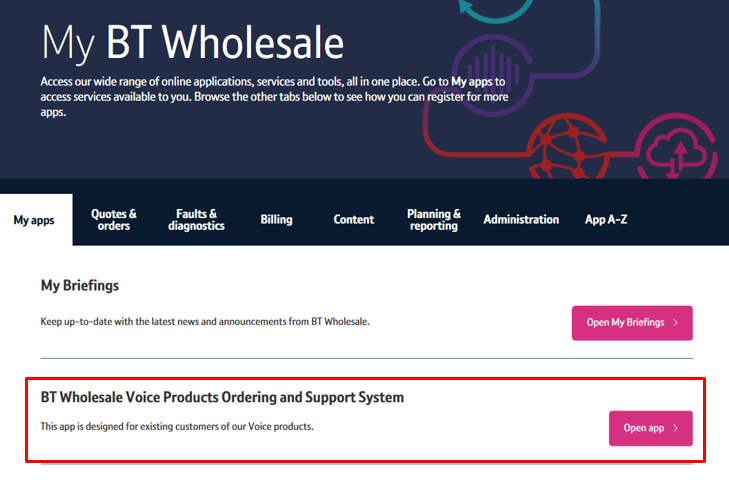 My BT Wholesale
Access our wide range of online applications, services and tools, all in one place. Go to My apps to
access services available to you. Browse the other tabs below to see how you can register for more
apps.
My apps
Quotes &
orders
Faults &
diagnostics
Billing
Content
Planning &
reporting
Administration
App A-Z
My Briefings
Keep up-to-date with the latest news and announcements from BT Wholesale.
Open My Briefings
BT Wholesale Voice Products Ordering and Support System
This app is designed for existing customers of our Voice products.
Open app